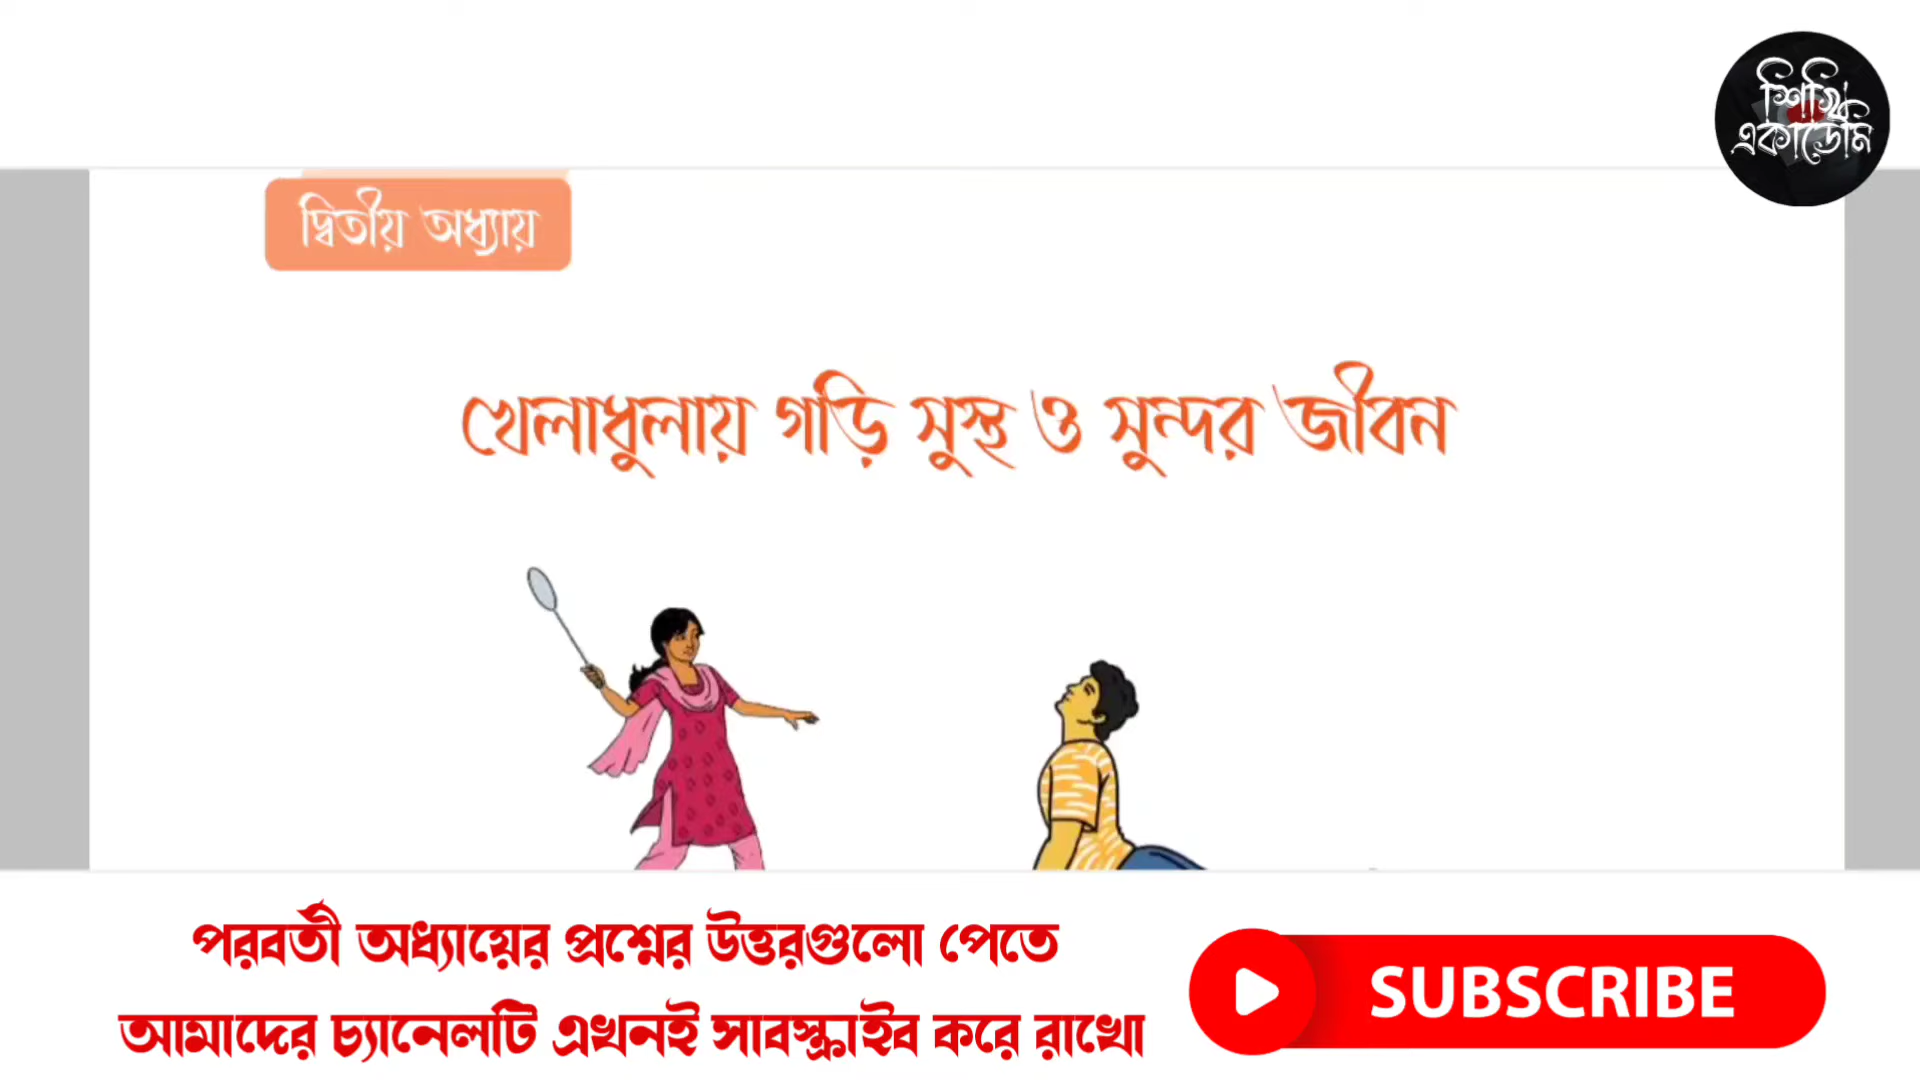 শিখি
একাডেমি
দ্বিতীয় অধ্যায়
খেলাধুলায় গড়ি সুস্থ ও সুন্দর জীবন
পরবর্তী অধ্যায়ের প্রশ্নের উত্তরগুলো পেতে
আমাদের চ্যানেলটি এখনই সাবস্ক্রাইব করে রাখো
SUBSCRIBE